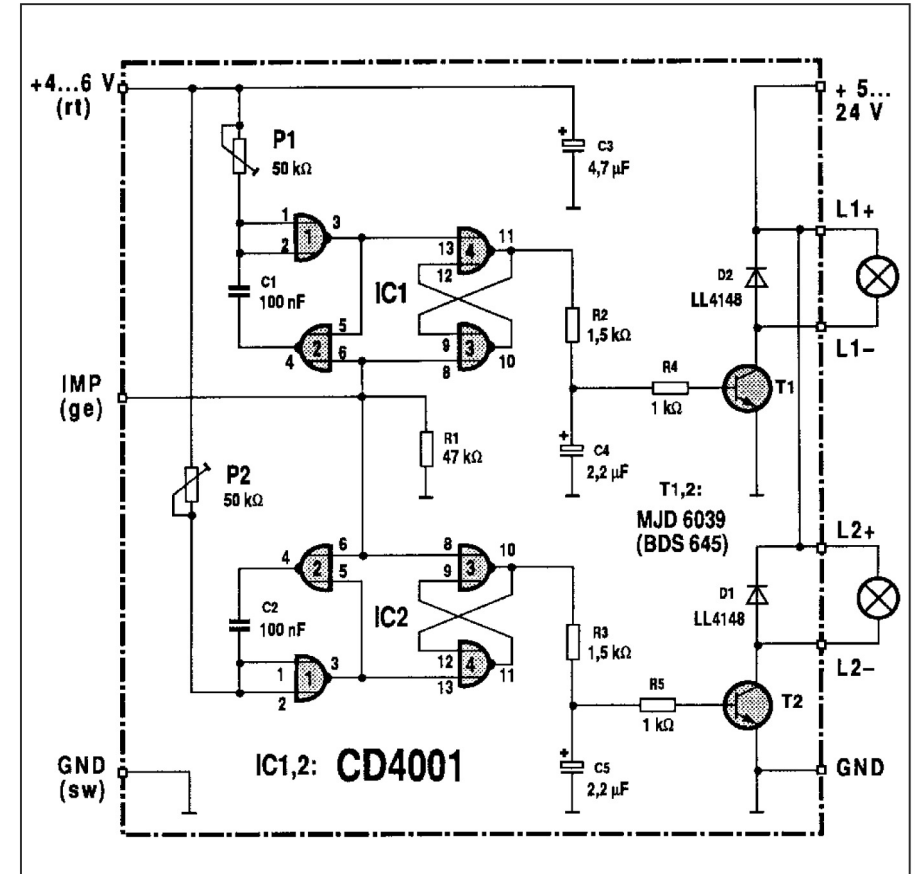 +4...6 V
(rt)
P1
50 kΩ
+
C3
4,7 µF
+ 5...
24 V
1
2
1
3
C1
100 nF
4
2
5
6
IC1
13
12
4
11
9
8
3
10
R2
1,5 kΩ
D2
LL4148
L1+
L1–
R4
1 kΩ
T1
IMP
(ge)
R1
47 kΩ
+
C4
2,2 µF
P2
50 kΩ
T1,2:
MJD 6039
(BDS 645)
4
2
6
5
8
9
3
10
C2
100 nF
IC2
1
2
1
3
12
13
4
11
R3
1,5 kΩ
D1
LL4148
L2+
L2–
R5
1 kΩ
T2
GND
(sw)
IC1,2: CD4001
+
C5
2,2 µF
GND